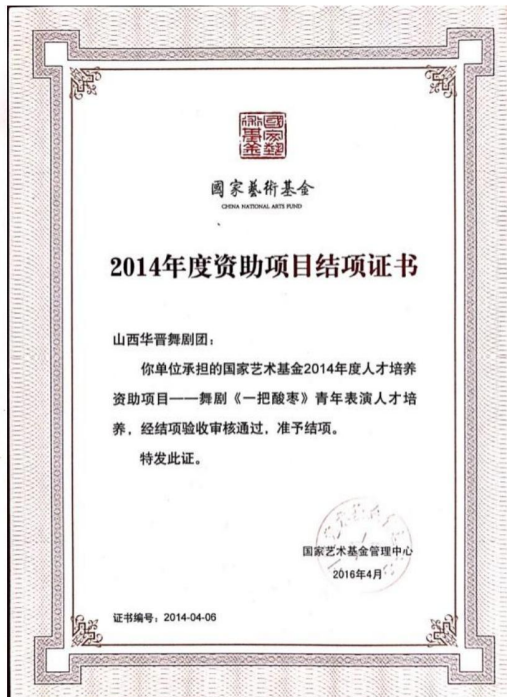 國家藝術基金
國家藝術基金
CHINA NATIONAL ARTS FUND
2014年度资助项目结项证书
山西华晋舞剧团：
你单位承担的国家艺术基金2014年度人才培养
资助项目——舞剧《一把酸枣》青年表演人才培
养，经结项验收审核通过，准予结项。
特发此证。
国家艺术基金管理中心
2016年4月
证书编号：2014-04-06